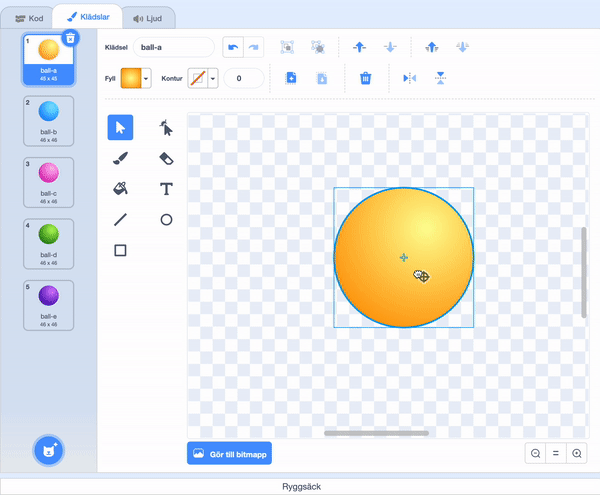 Kod
Klädslar
Ljud
1
ball-a
45 x 45
2
ball-b
46 x 46
3
ball-c
46 x 46
4
ball-d
46 x 46
5
ball-e
46 x 46
Klädsel
ball-a
Fyll
Kontur
0
T
Gör till bitmapp
Ryggsäck